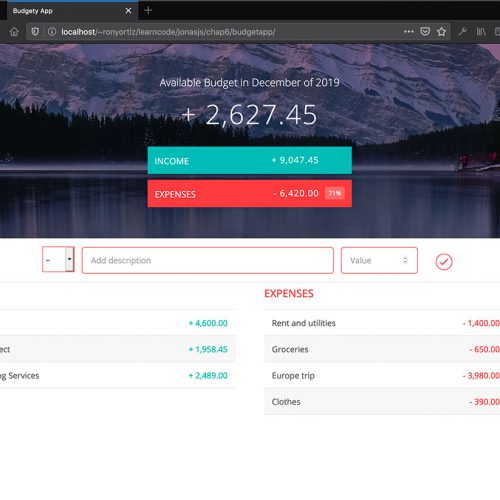 Budgety App
localhost/~ronyortiz/learncode/jonasjs/chap6/budgetapp/
Available Budget in December of 2019
+ 2,627.45
INCOME + 9,047.45
EXPENSES - 6,420.00 71%
- Add description Value
EXPENSES
+ 4,600.00
ect + 1,958.45
ng Services + 2,489.00
Rent and utilities - 1,400.00
Groceries - 650.00
Europe trip - 3,980.00
Clothes - 390.00